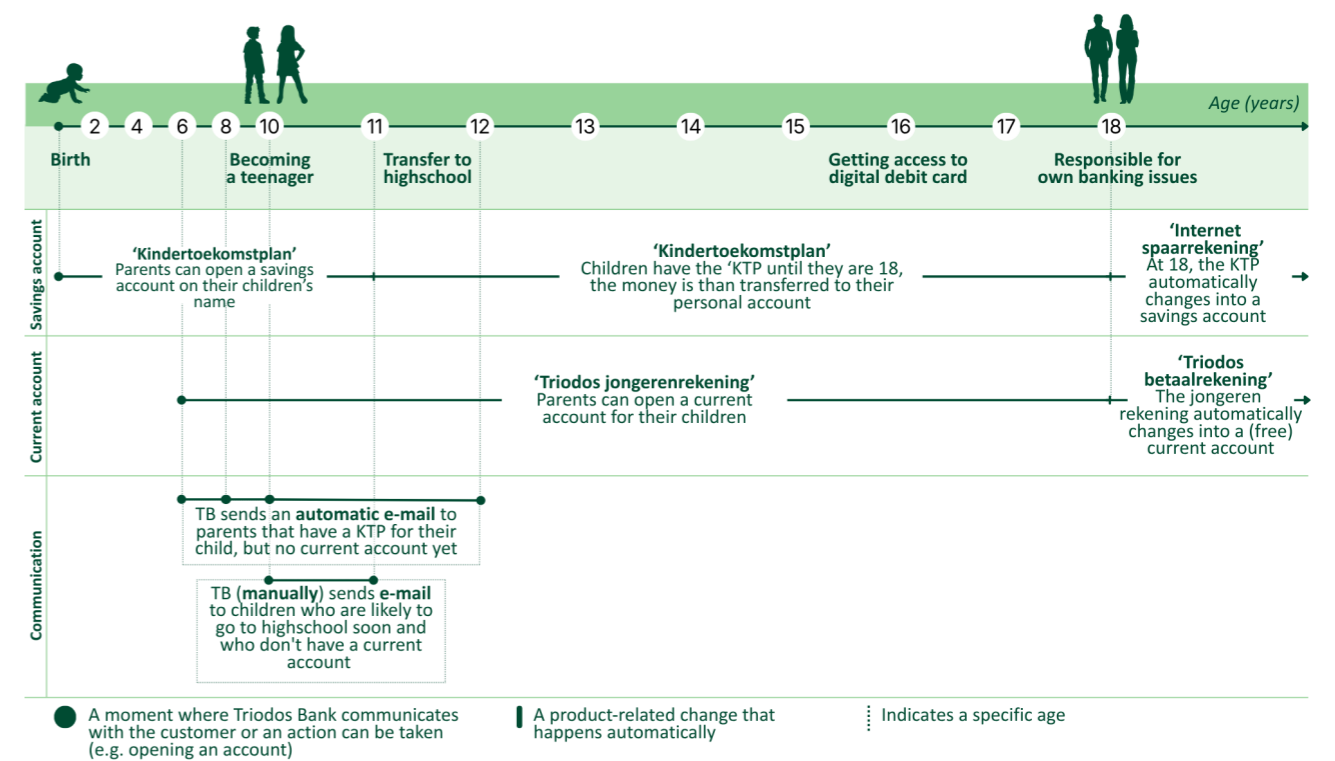 Age (years)
2 4 6 8 10 11 12 13 14 15 16 17 18
Birth
Becoming
a teenager
Transfer to
highschool
Getting access to
digital debit card
Responsible for
own banking issues
Savings account
‘Kindertoekomstplan’
Parents can open a savings
account on their children’s
name
‘Kindertoekomstplan’
Children have the ‘KTP until they are 18,
the money is than transferred to their
personal account
‘Internet
spaarrekening’
At 18, the KTP
automatically
changes into a
savings account
Current account
‘Triodos jongerenrekening’
Parents can open a current
account for their children
‘Triodos
betaalrekening’
The jongeren
rekening automatically
changes into a (free)
current account
Communication
TB sends an automatic e-mail to
parents that have a KTP for their
child, but no current account yet
TB (manually) sends e-mail
to children who are likely to
go to highschool soon and
who don't have a current
account
A moment where Triodos Bank communicates
with the customer or an action can be taken
(e.g. opening an account)
A product-related change that
happens automatically
Indicates a specific age